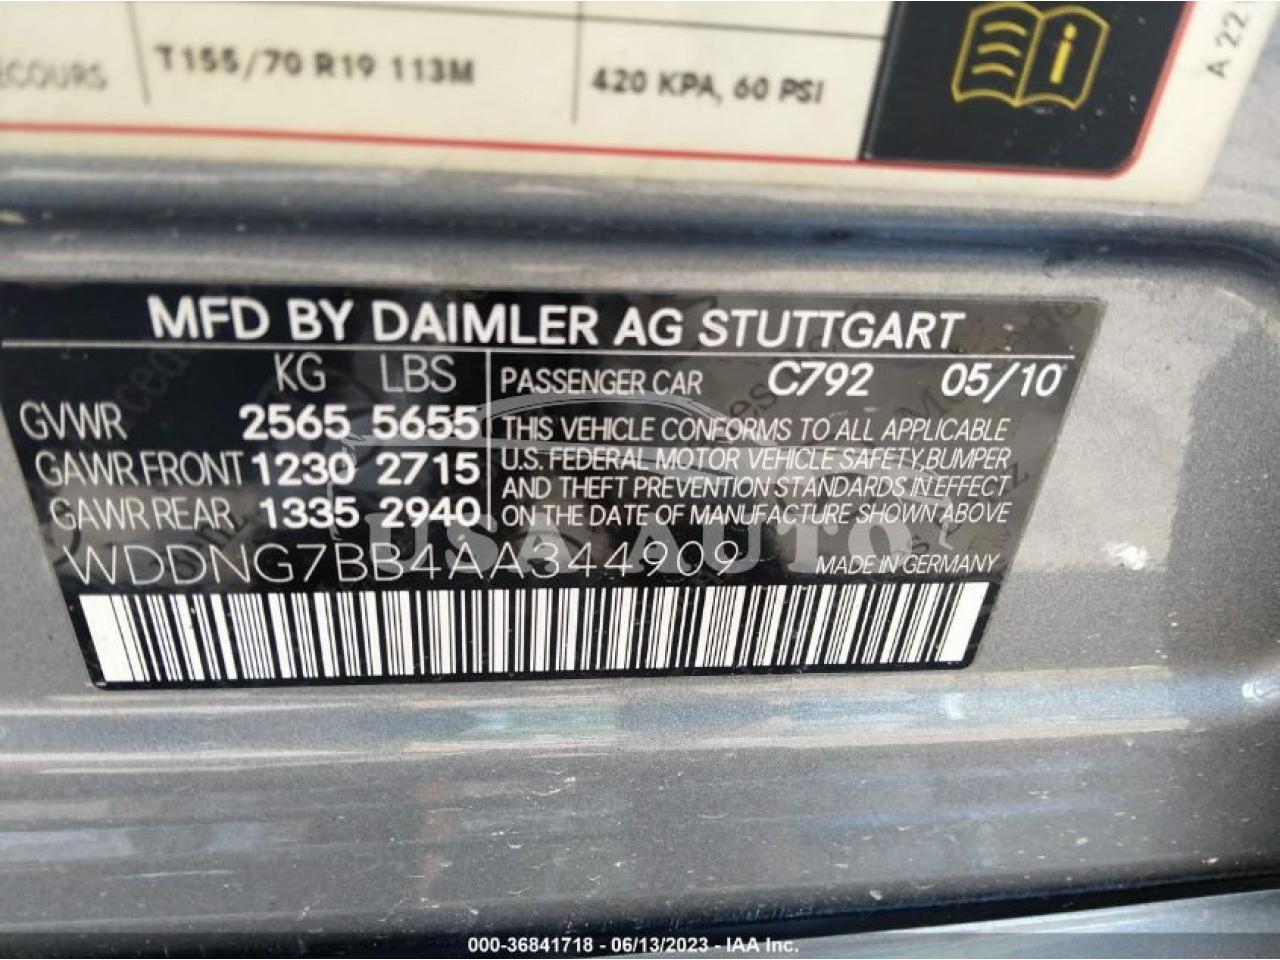 ECOURS T155/70 R19 113M 420 KPA, 60 PSI
A 22
MFD BY DAIMLER AG STUTTGART
KG LBS PASSENGER CAR C792 05/10
GVWR 2565 5655 THIS VEHICLE CONFORMS TO ALL APPLICABLE
GAWR FRONT 1230 2715 U.S. FEDERAL MOTOR VEHICLE SAFETY, BUMPER
AND THEFT PREVENTION STANDARDS IN EFFECT
GAWR REAR 1335 2940 ON THE DATE OF MANUFACTURE SHOWN ABOVE
USA AUTO
WDDNG7BB4AA344909 MADE IN GERMANY
000-36841718 - 06/13/2023 - IAA Inc.